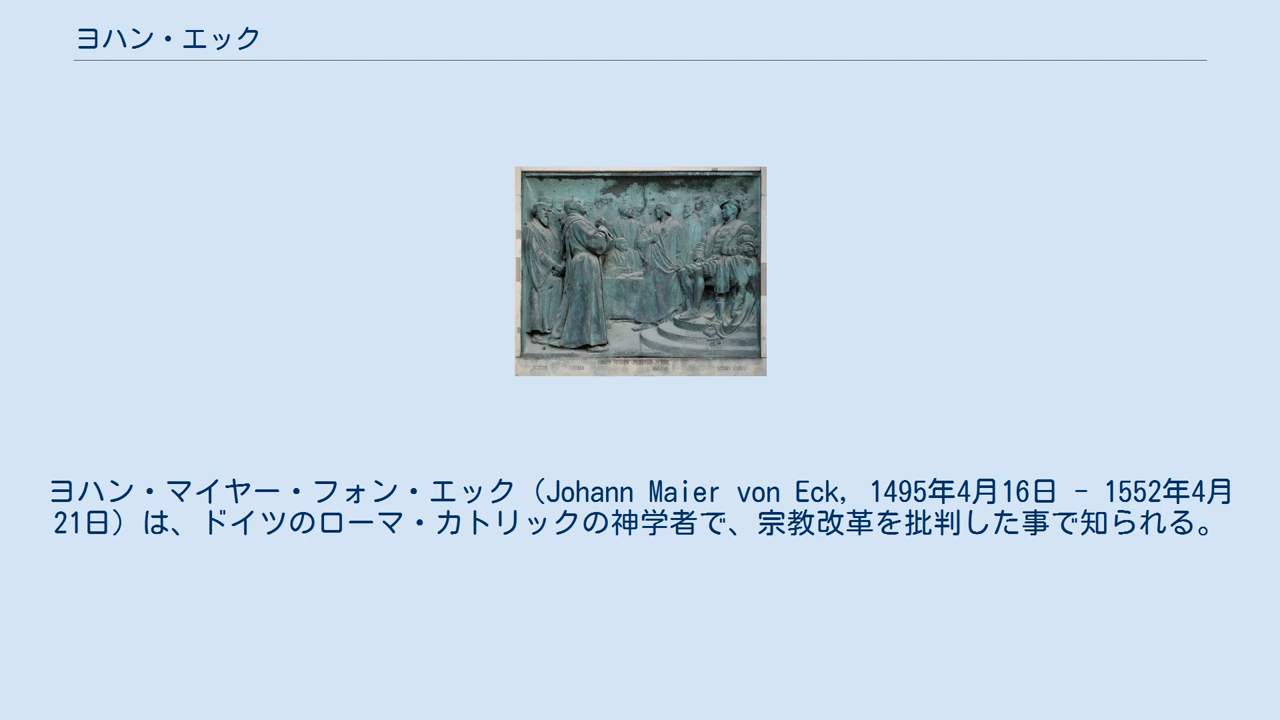 ヨハン・エック
ヨハン・マイヤー・フォン・エック（Johann Maier von Eck, 1495年4月16日 - 1552年4月
21日）は、ドイツのローマ・カトリックの神学者で、宗教改革を批判した事で知られる。